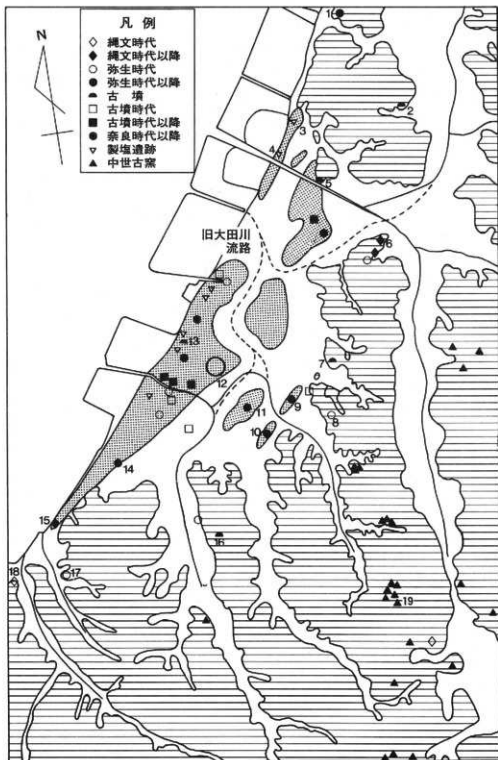 N
凡例
縄文時代
縄文時代以降
弥生時代
弥生時代以降
古墳
古墳時代
古墳時代以降
奈良時代以降
製塩遺跡
中世古窯
2
3
4
5
旧大田川
流路
6
13
7
12
9
11
8
10
14
15
16
18
17
19